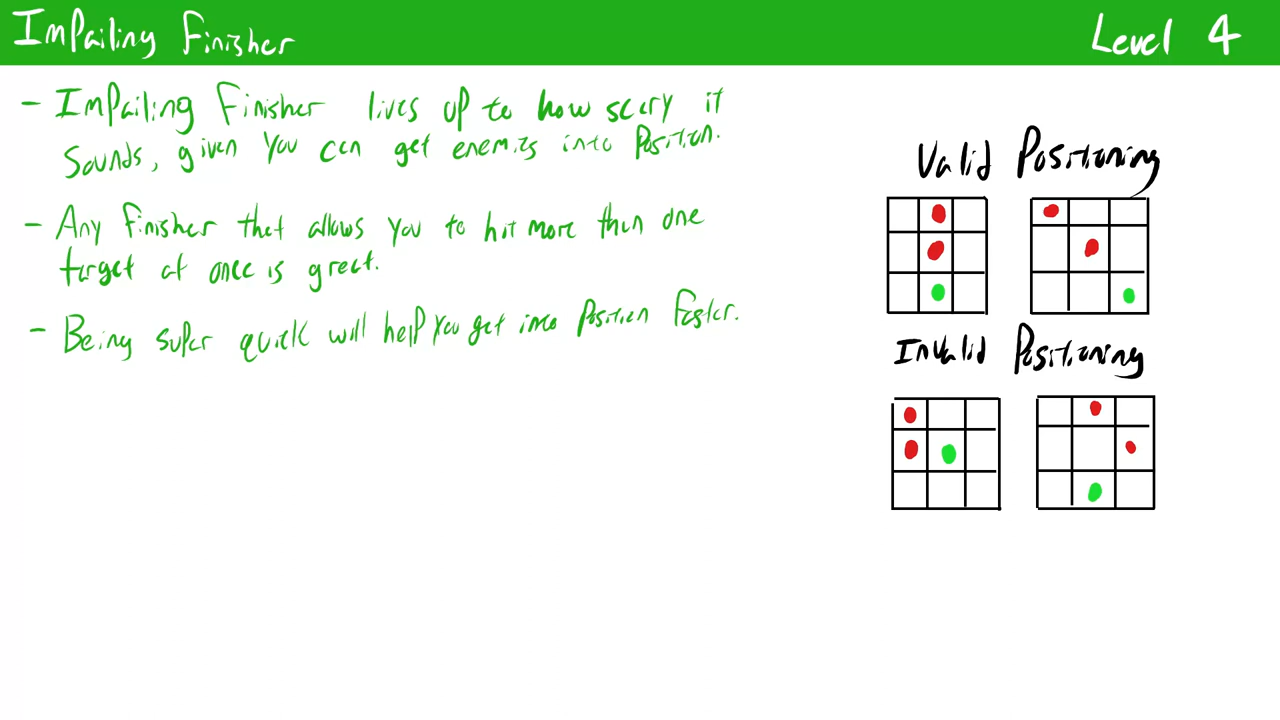 Impailing Finisher
Level 4
- Impailing Finisher lives up to how scary it
sounds, given you can get enemies into position.
- Any finisher that allows you to hit more then one
target at once is great.
- Being super quick will help you get into position faster.
Valid Positioning
Invalid Positioning